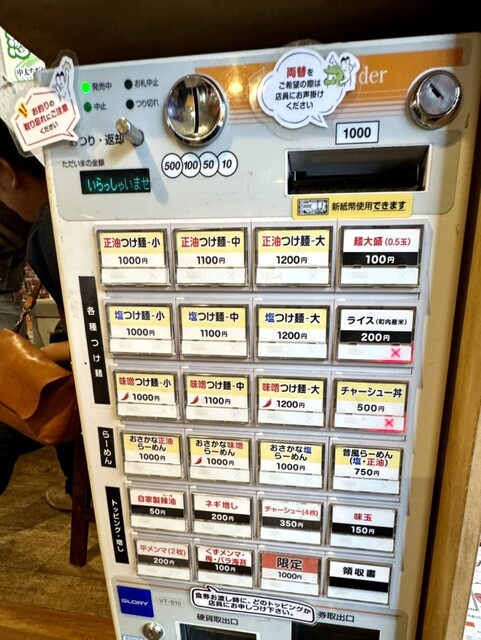 お釣りの
取り忘れにご注意
ください
発売中
お札中止
中止
つり切れ
おつり・返却
ただいまの金額
いらっしゃいませ
500 100 50 10
両替を
ご希望の際は
店員にお声掛け
ください
der
1000
新紙幣使用できます
各種つけ麺
正油つけ麺-小
1000円
正油つけ麺-中
1100円
正油つけ麺-大
1200円
麺大盛(0.5玉)
100円
塩つけ麺-小
1000円
塩つけ麺-中
1100円
塩つけ麺-大
1200円
ライス(町内産米)
200円
味噌つけ麺-小
1000円
味噌つけ麺-中
1100円
味噌つけ麺-大
1200円
チャーシュー丼
500円
らーめん
おさかな正油
らーめん
1000円
おさかな味噌
らーめん
1000円
おさかな塩
らーめん
1000円
昔風らーめん
(塩・正油)
750円
トッピング・増し
自家製辣油
50円
ネギ増し
200円
チャーシュー(4枚)
350円
味玉
150円
平メンマ(2枚)
200円
くずメンマ・
梅・バラ海苔
100円
限定
1000円
領収書
食券お渡し時に、どのトッピングか
店員にお申しつけ下さい。
GLORY
VT-S10
硬貨取出口
券取出口